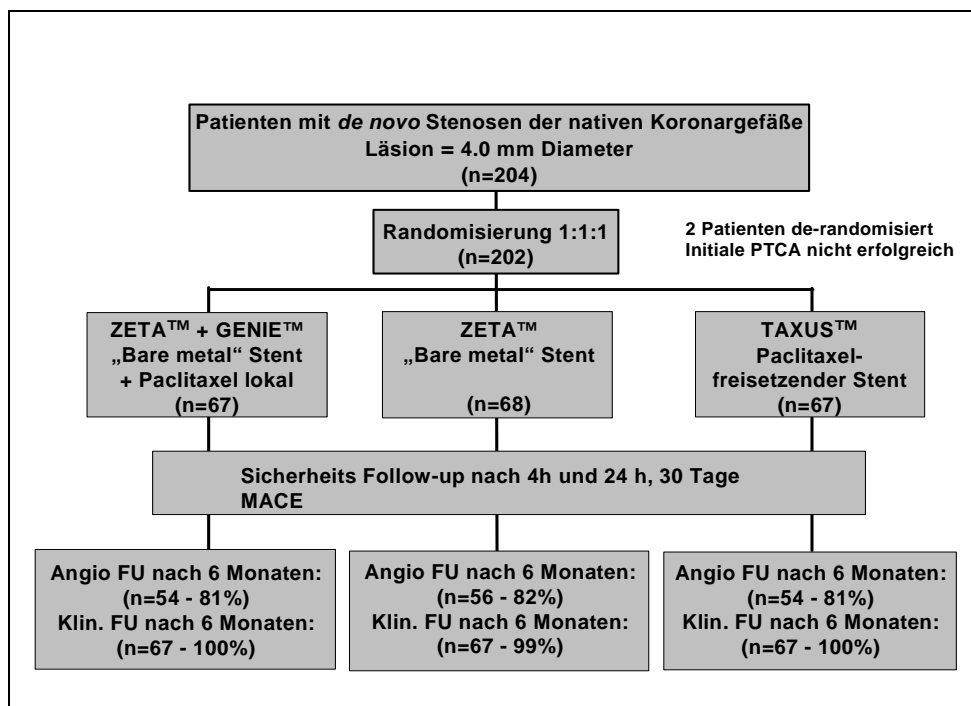 Patienten mit de novo Stenosen der nativen Koronargefäße
Läsion = 4.0 mm Diameter
(n=204)
Randomisierung 1:1:1
(n=202)
2 Patienten de-randomisiert
Initiale PTCA nicht erfolgreich
ZETA™ + GENIE™
„Bare metal“ Stent
+ Paclitaxel lokal
(n=67)
ZETA™
„Bare metal“ Stent
(n=68)
TAXUS™
Paclitaxel-
freisetzender Stent
(n=67)
Sicherheits Follow-up nach 4h und 24 h, 30 Tage
MACE
Angio FU nach 6 Monaten:
(n=54 - 81%)
Klin. FU nach 6 Monaten:
(n=67 - 100%)
Angio FU nach 6 Monaten:
(n=56 - 82%)
Klin. FU nach 6 Monaten:
(n=67 - 99%)
Angio FU nach 6 Monaten:
(n=54 - 81%)
Klin. FU nach 6 Monaten:
(n=67 - 100%)